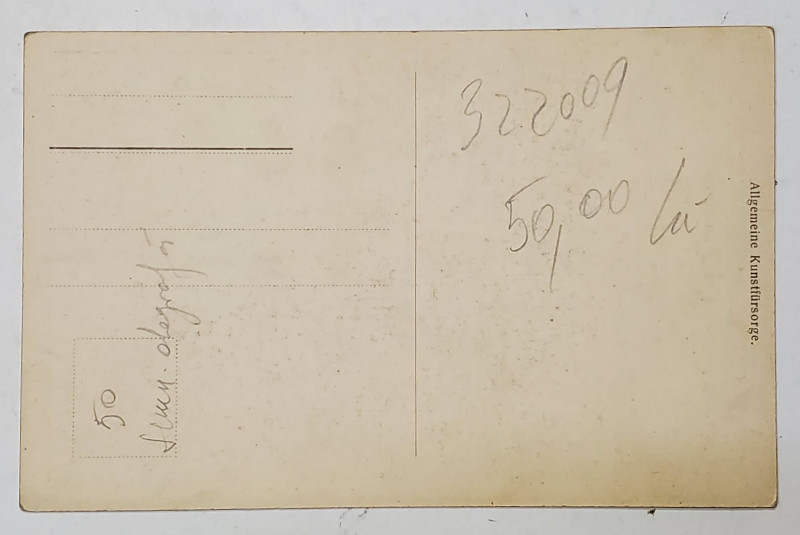 322009
50,00 lei
Allgemeine Kunstfürsorge.
50